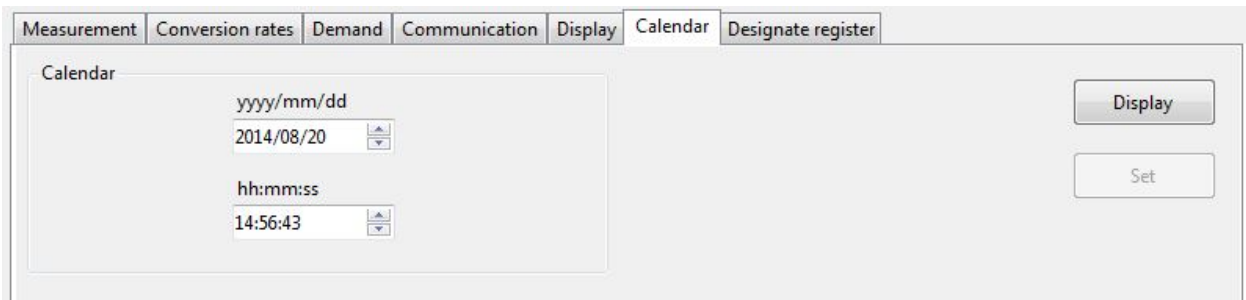 Measurement Conversion rates Demand Communication Display Calendar Designate register
Calendar
yyyy/mm/dd
2014/08/20
hh:mm:ss
14:56:43
Display
Set